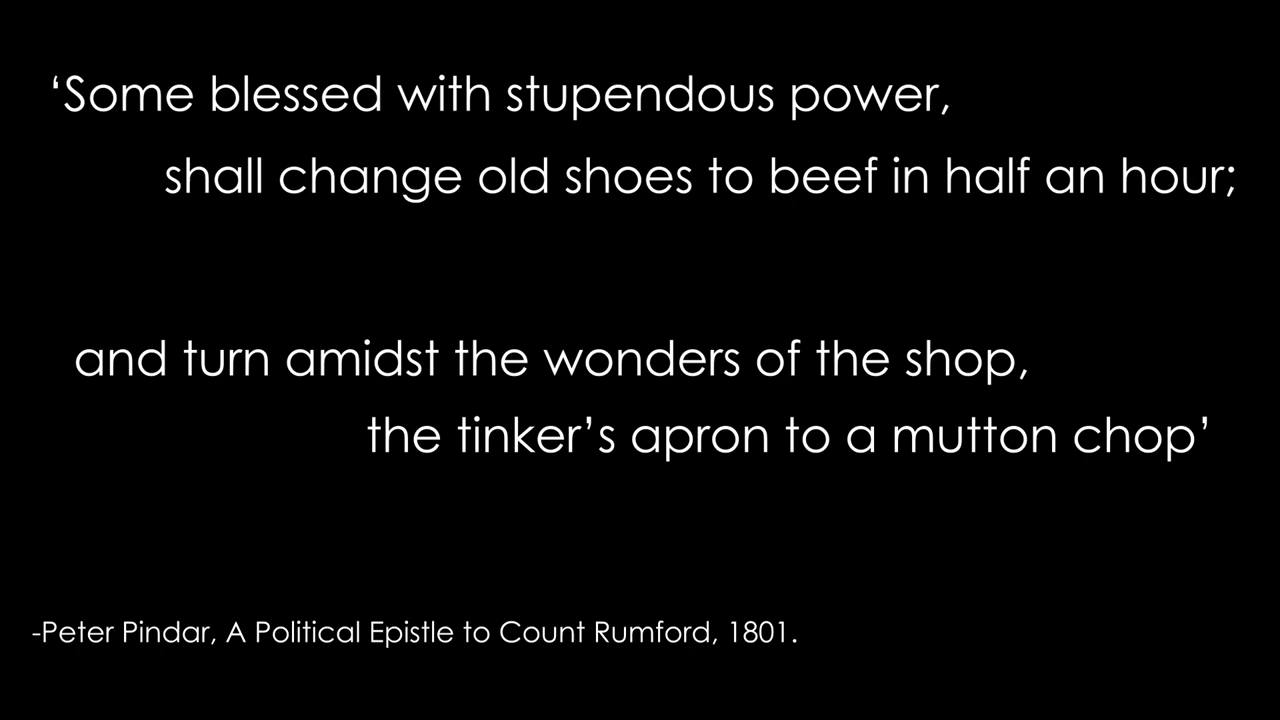 ‘Some blessed with stupendous power,
shall change old shoes to beef in half an hour;
and turn amidst the wonders of the shop,
the tinker’s apron to a mutton chop’
-Peter Pindar, A Political Epistle to Count Rumford, 1801.